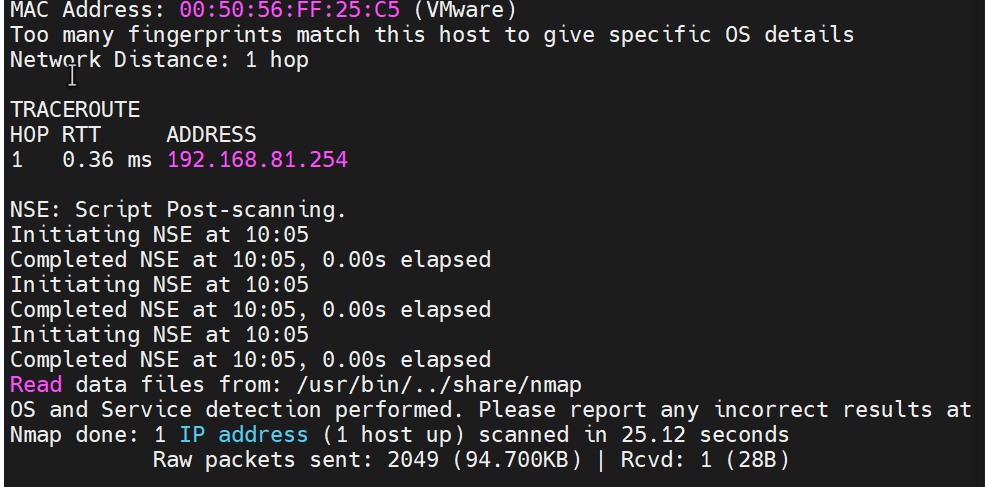 MAC Address: 00:50:56:FF:25:C5 (VMware)
Too many fingerprints match this host to give specific OS details
Network Distance: 1 hop
TRACEROUTE
HOP RTT     ADDRESS
1   0.36 ms 192.168.81.254
NSE: Script Post-scanning.
Initiating NSE at 10:05
Completed NSE at 10:05, 0.00s elapsed
Initiating NSE at 10:05
Completed NSE at 10:05, 0.00s elapsed
Initiating NSE at 10:05
Completed NSE at 10:05, 0.00s elapsed
Read data files from: /usr/bin/../share/nmap
OS and Service detection performed. Please report any incorrect results at
Nmap done: 1 IP address (1 host up) scanned in 25.12 seconds
           Raw packets sent: 2049 (94.700KB) | Rcvd: 1 (28B)